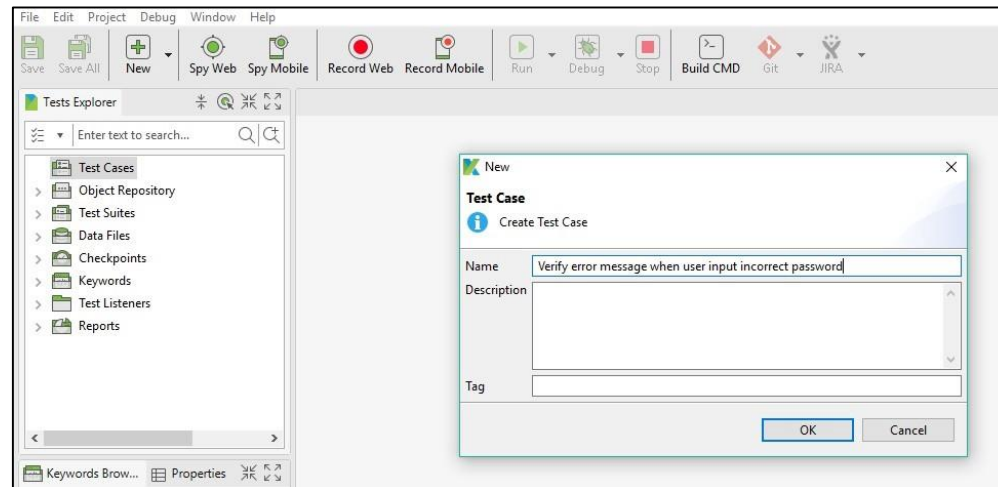 File Edit Project Debug Window Help
Save Save All New Spy Web Spy Mobile Record Web Record Mobile Run Debug Stop Build CMD Git JIRA
Tests Explorer
Enter text to search...
Test Cases
Object Repository
Test Suites
Data Files
Checkpoints
Keywords
Test Listeners
Reports
Keywords Brow... Properties
New
Test Case
Create Test Case
Name Verify error message when user input incorrect password
Description
Tag
OK Cancel